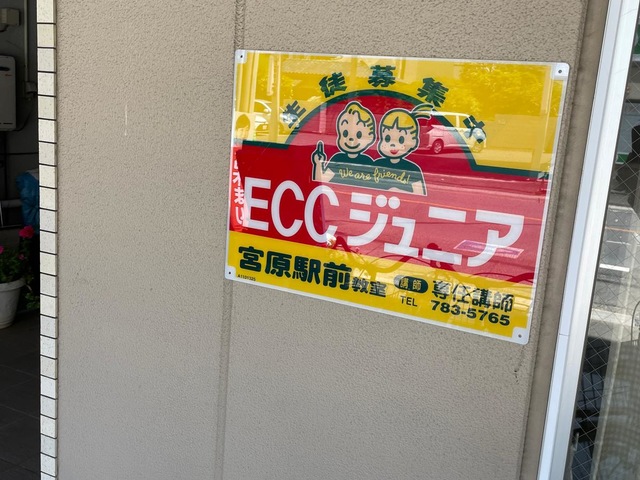 生徒募集中
We are friends!
ECCジュニア
宮原駅前教室
講師 専任講師
TEL 783-5765